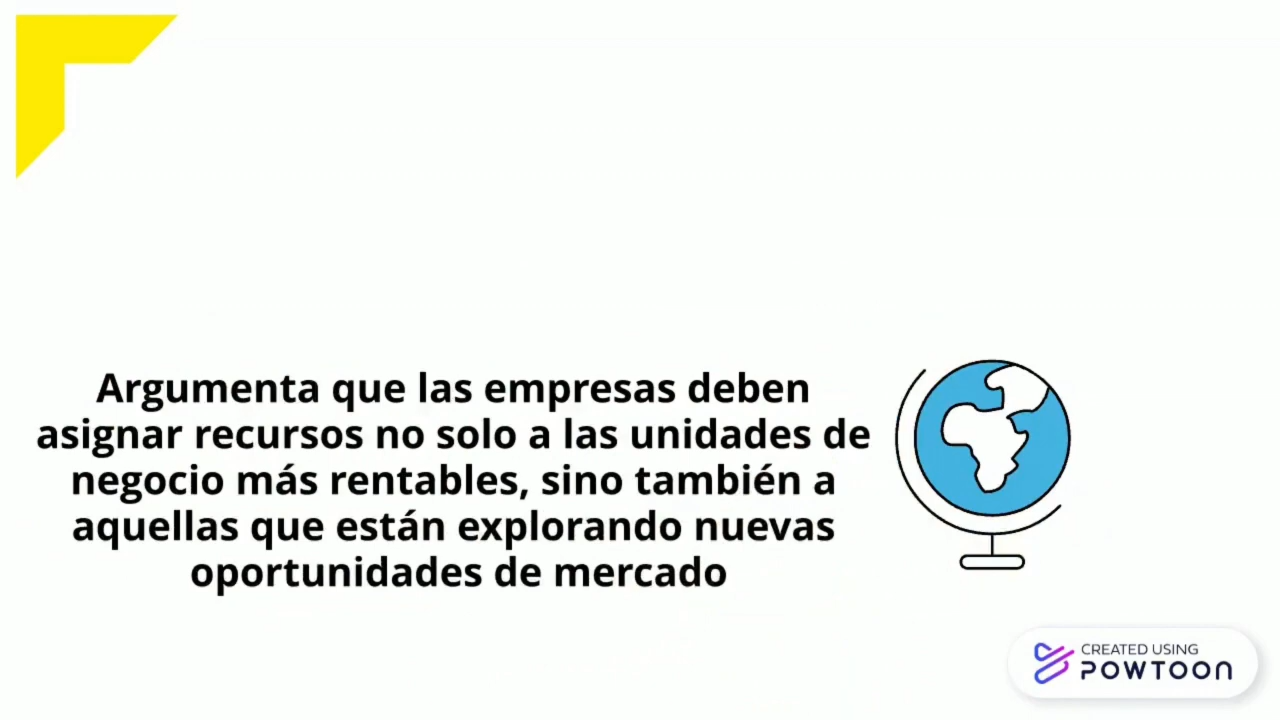 Argumenta que las empresas deben
asignar recursos no solo a las unidades de
negocio más rentables, sino también a
aquellas que están explorando nuevas
oportunidades de mercado
CREATED USING
POWTOON